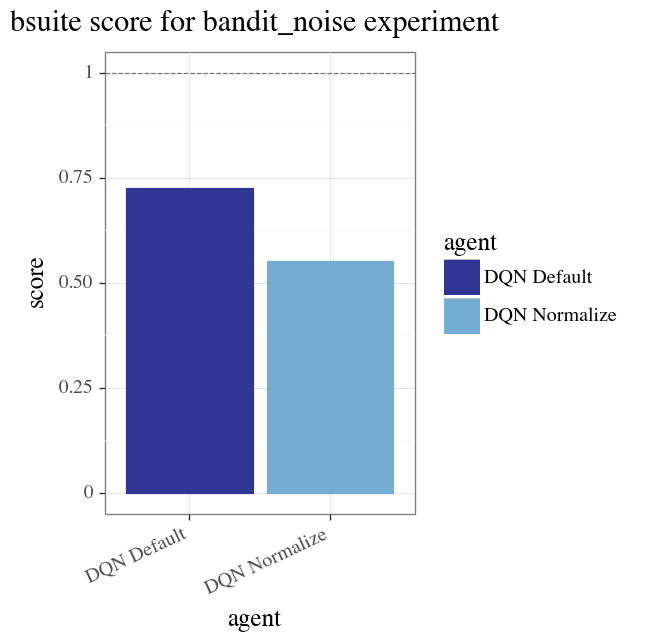 bsuite score for bandit_noise experiment
1
0.75
0.50
0.25
0
score
DQN Default
DQN Normalize
agent
agent
DQN Default
DQN Normalize